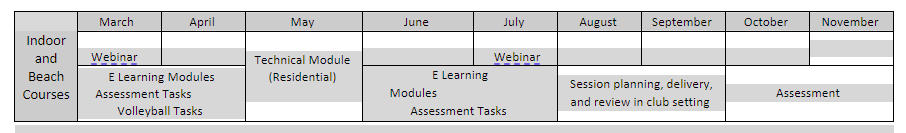 March April May June July August September October November
Indoor and Beach Courses
Webinar
Webinar
Technical Module
(Residential)
E Learning Modules
Assessment Tasks
Volleyball Tasks
E Learning
Modules
Assessment Tasks
Session planning, delivery,
and review in club setting
Assessment